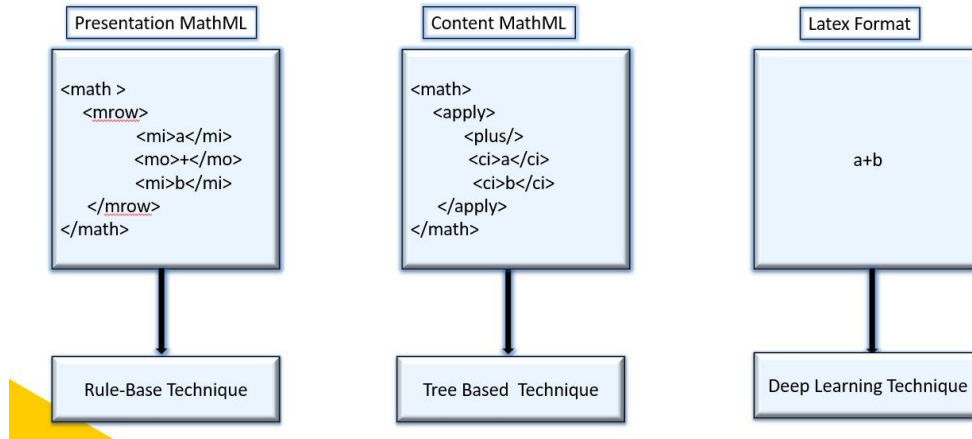 Presentation MathML
<math >
<mrow>
<mi>a</mi>
<mo>+</mo>
<mi>b</mi>
</mrow>
</math>
Rule-Base Technique
Content MathML
<math>
<apply>
<plus/>
<ci>a</ci>
<ci>b</ci>
</apply>
</math>
Tree Based Technique
Latex Format
a+b
Deep Learning Technique